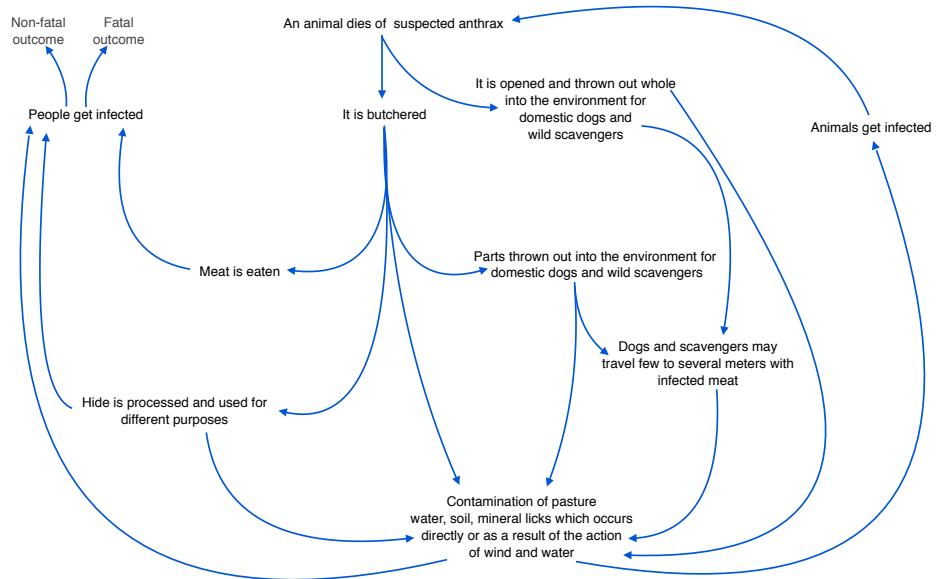 Non-fatal
outcome
Fatal
outcome
An animal dies of suspected anthrax
It is opened and thrown out whole
into the environment for
domestic dogs and
wild scavengers
People get infected
It is butchered
Animals get infected
Meat is eaten
Parts thrown out into the environment for
domestic dogs and wild scavengers
Dogs and scavengers may
travel few to several meters with
infected meat
Hide is processed and used for
different purposes
Contamination of pasture
water, soil, mineral licks which occurs
directly or as a result of the action
of wind and water